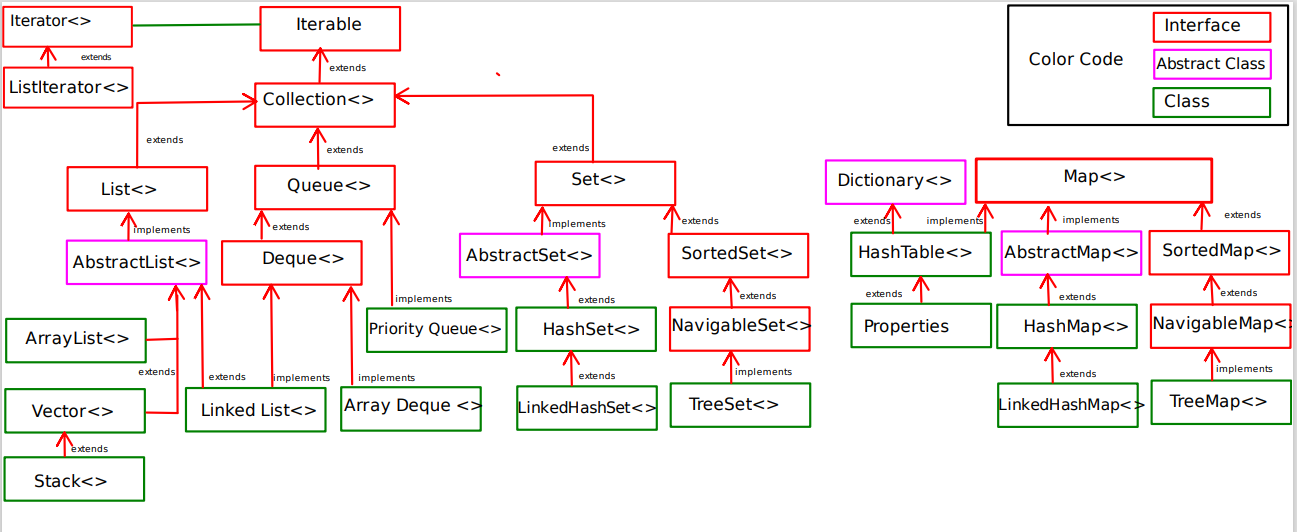 Iterator<>
Iterable
Interface
extends
extends
Color Code
Abstract Class
ListIterator<>
Collection<>
Class
extends
extends
extends
List<>
Queue<>
Set<>
Dictionary<>
Map<>
implements
extends
implements
extends
extends
implements
implements
extends
AbstractList<>
Deque<>
AbstractSet<>
SortedSet<>
HashTable<>
AbstractMap<>
SortedMap<>
implements
extends
extends
extends
extends
extends
ArrayList<>
Priority Queue<>
HashSet<>
NavigableSet<>
Properties
HashMap<>
NavigableMap<>
extends
extends
implements
implements
extends
implements
extends
implements
Vector<>
Linked List<>
Array Deque <>
LinkedHashSet<>
TreeSet<>
LinkedHashMap<>
TreeMap<>
extends
Stack<>